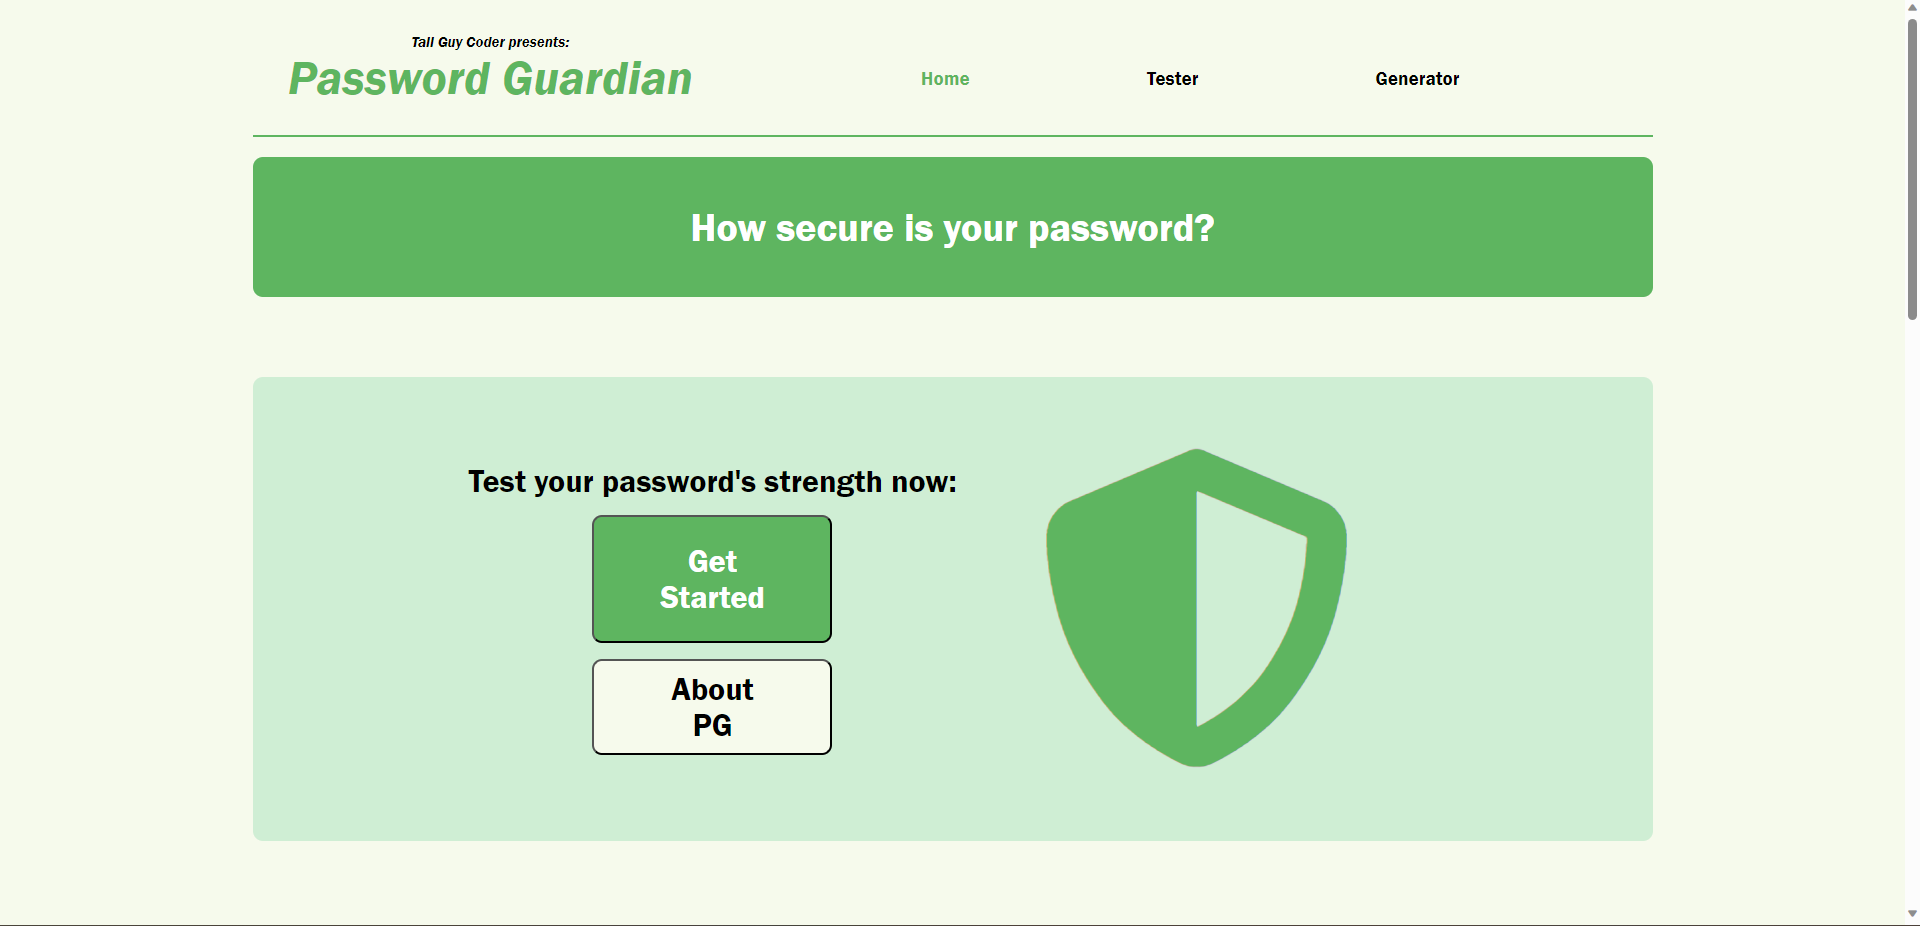 Tall Guy Coder presents:
Password Guardian
Home
Tester
Generator
How secure is your password?
Test your password's strength now:
Get
Started
About
PG